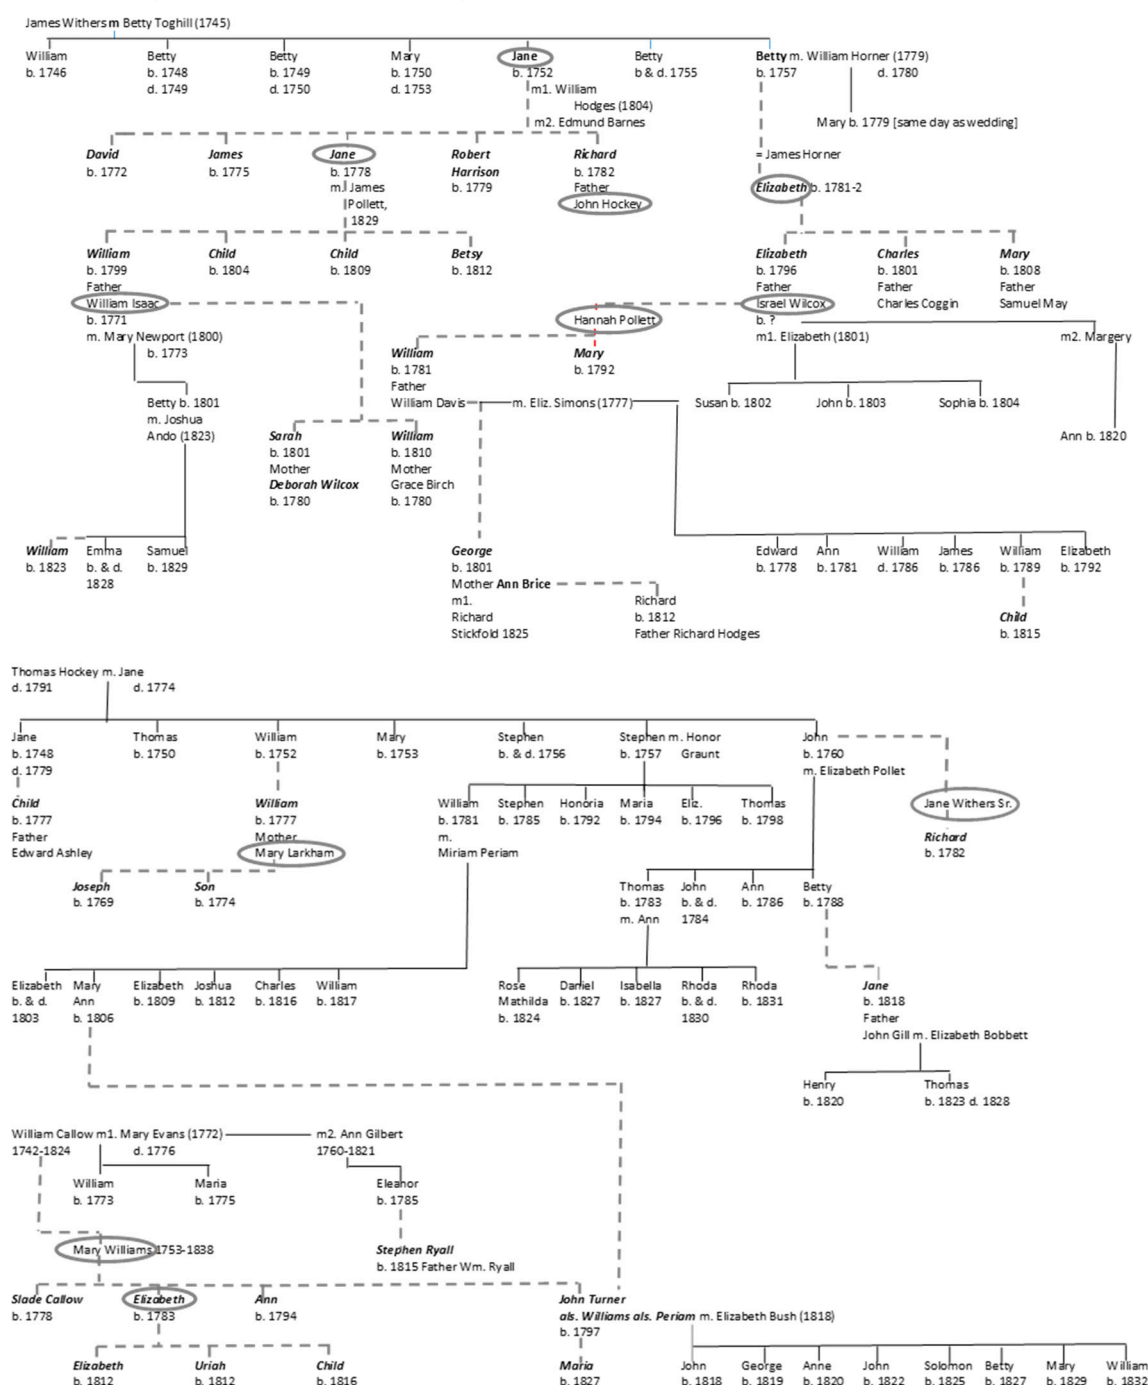 James Withers m Betty Toghill (1745)
William Betty Betty Mary Jane Betty Betty m. William Horner (1779)
b. 1746 b. 1748 b. 1749 b. 1750 b. 1752 b & d. 1755 b. 1757 d. 1780
d. 1749 d. 1750 d. 1753 m1. William
Hodges (1804)
m2. Edmund Barnes
Mary b. 1779 [same day as wedding]
David James Jane Robert Richard = James Horner
b. 1772 b. 1775 b. 1778 Harrison b. 1782
m. James b. 1779 Father Elizabeth b. 1781-2
Pollett, John Hockey
1829
William Child Child Betsy Elizabeth Charles Mary
b. 1799 b. 1804 b. 1809 b. 1812 b. 1796 b. 1801 b. 1808
Father Father Father Father
William Isaac Israel Wilcox Charles Coggin Samuel May
b. 1771 Hannah Pollett b. ?
m. Mary Newport (1800) m1. Elizabeth (1801) m2. Margery
b. 1773 William Mary
b. 1781 b. 1792
Father
Betty b. 1801 William Davis m. Eliz. Simons (1777) Susan b. 1802 John b. 1803 Sophia b. 1804
m. Joshua
Ando (1823) Sarah William Ann b. 1820
b. 1801 b. 1810
Mother Mother
Deborah Wilcox Grace Birch
b. 1780 b. 1780
William Emma Samuel George Edward Ann William James William Elizabeth
b. 1823 b. & d. b. 1829 b. 1801 b. 1778 b. 1781 d. 1786 b. 1786 b. 1789 b. 1792
1828 Mother Ann Brice
m1. Richard
Richard b. 1812 Child
Stickfold 1825 Father Richard Hodges b. 1815
Thomas Hockey m. Jane
d. 1791 d. 1774
Jane Thomas William Mary Stephen Stephen m. Honor John
b. 1748 b. 1750 b. 1752 b. 1753 b. & d. 1756 b. 1757 Graunt b. 1760
d. 1779 m. Elizabeth Pollet
Child William William Stephen Honoria Maria Eliz. Thomas Jane Withers Sr.
b. 1777 b. 1777 b. 1781 b. 1785 b. 1792 b. 1794 b. 1796 b. 1798
Father Mother m. Richard
Edward Ashley Mary Larkham Miriam Periam b. 1782
Joseph Son Thomas John Ann Betty
b. 1769 b. 1774 b. 1783 b. & d. b. 1786 b. 1788
m. Ann 1784
Elizabeth Mary Elizabeth Joshua Charles William Rose Daniel Isabella Rhoda Rhoda Jane
b. & d. Ann b. 1809 b. 1812 b. 1816 b. 1817 Mathilda b. 1827 b. 1827 b. & d. b. 1831 b. 1818
1803 b. 1806 b. 1824 1830 Father
John Gill m. Elizabeth Bobbett
Henry Thomas
b. 1820 b. 1823 d. 1828
William Callow m1. Mary Evans (1772) m2. Ann Gilbert
1742-1824 d. 1776 1760-1821
William Maria Eleanor
b. 1773 b. 1775 b. 1785
Mary Williams 1753-1838 Stephen Ryall
b. 1815 Father Wm. Ryall
Slade Callow Elizabeth Ann John Turner
b. 1778 b. 1783 b. 1794 als. Williams als. Periam m. Elizabeth Bush (1818)
b. 1797
Elizabeth Uriah Child Maria John George Anne John Solomon Betty Mary William
b. 1812 b. 1812 b. 1816 b. 1827 b. 1818 b. 1819 b. 1820 b. 1822 b. 1825 b. 1827 b. 1829 b. 1832